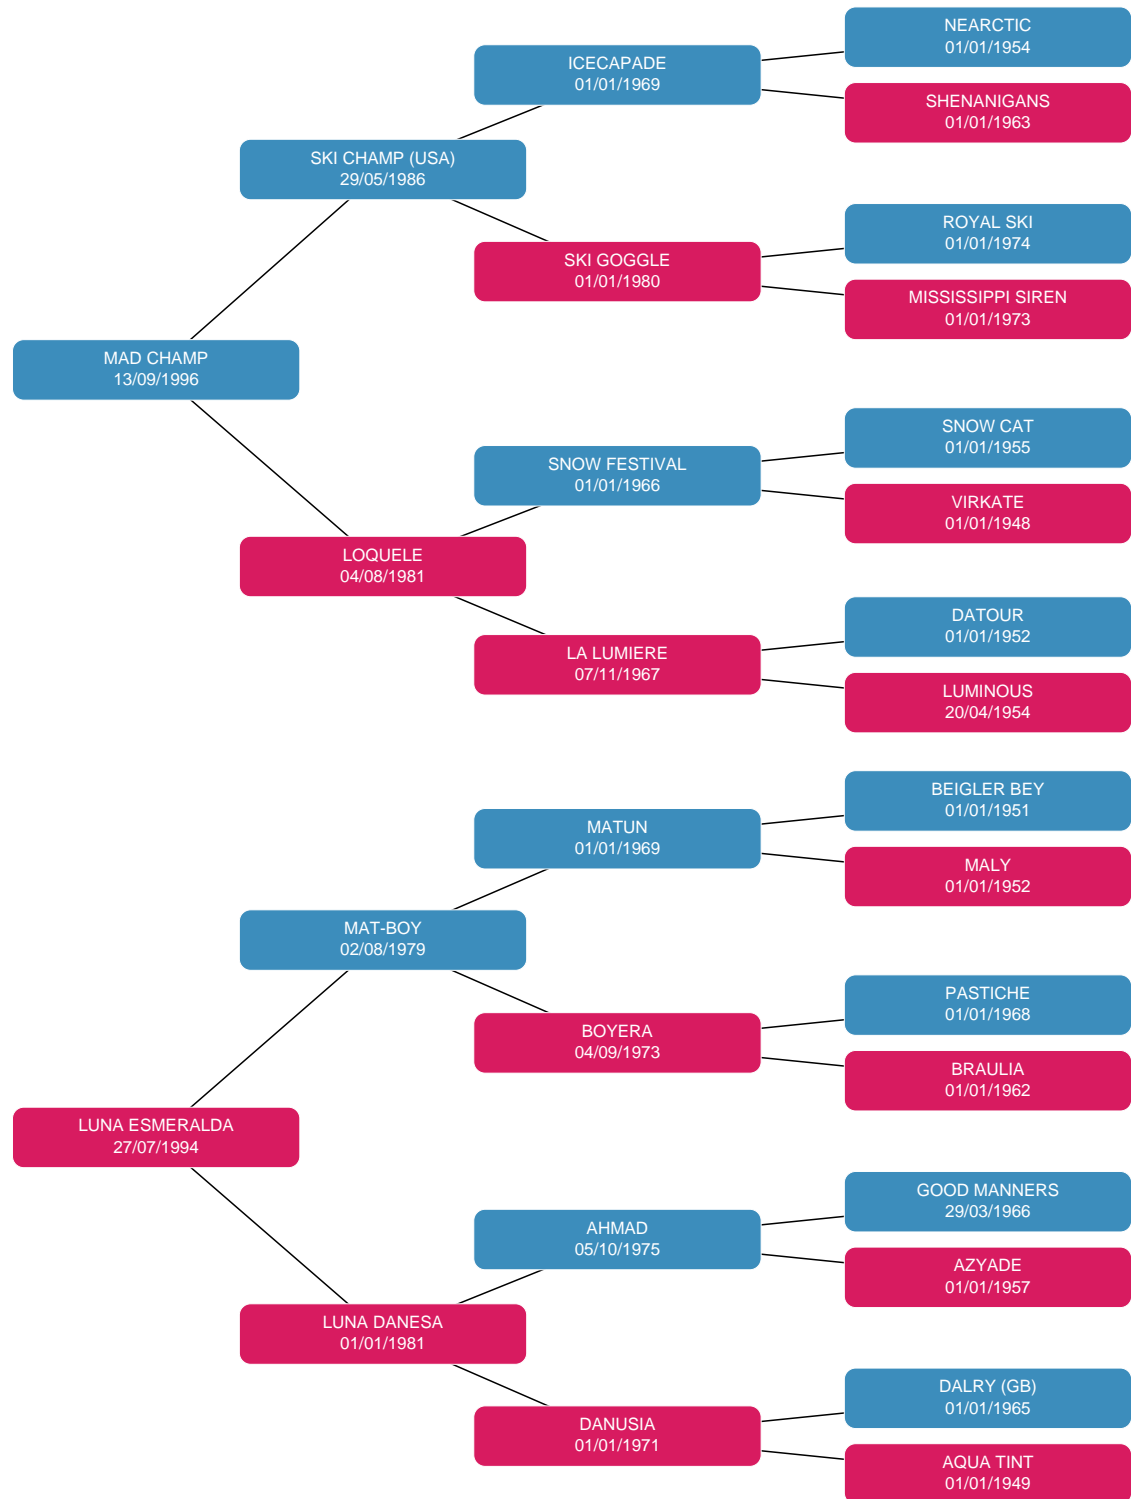 NEARCTIC
01/01/1954
ICECAPADE
01/01/1969
SHENANIGANS
01/01/1963
SKI CHAMP (USA)
29/05/1986
ROYAL SKI
01/01/1974
SKI GOGGLE
01/01/1980
MISSISSIPPI SIREN
01/01/1973
MAD CHAMP
13/09/1996
SNOW CAT
01/01/1955
SNOW FESTIVAL
01/01/1966
VIRKATE
01/01/1948
LOQUELE
04/08/1981
DATOUR
01/01/1952
LA LUMIERE
07/11/1967
LUMINOUS
20/04/1954
BEIGLER BEY
01/01/1951
MATUN
01/01/1969
MALY
01/01/1952
MAT-BOY
02/08/1979
PASTICHE
01/01/1968
BOYERA
04/09/1973
BRAULIA
01/01/1962
LUNA ESMERALDA
27/07/1994
GOOD MANNERS
29/03/1966
AHMAD
05/10/1975
AZYADE
01/01/1957
LUNA DANESA
01/01/1981
DALRY (GB)
01/01/1965
DANUSIA
01/01/1971
AQUA TINT
01/01/1949